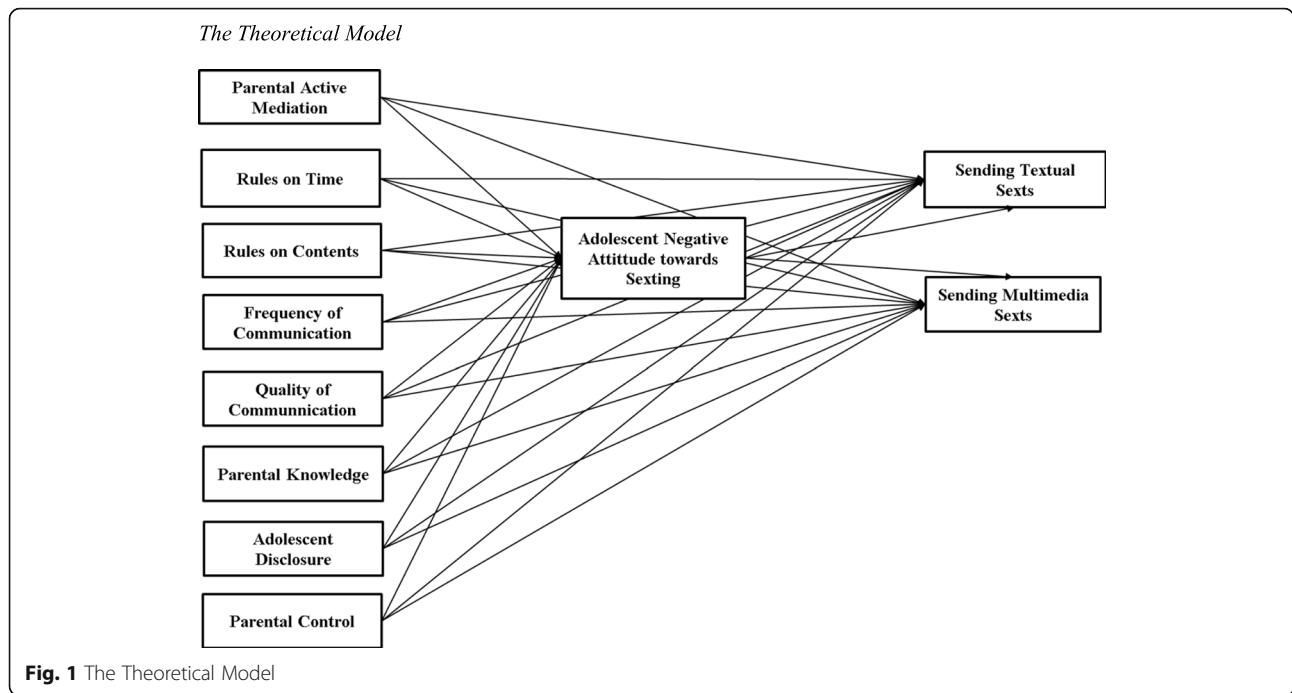 The Theoretical Model
Parental Active
Mediation
Rules on Time
Rules on Contents
Frequency of
Communication
Quality of
Communnication
Parental Knowledge
Adolescent
Disclosure
Parental Control
Adolescent Negative
Attitude towards
Sexting
Sending Textual
Sexts
Sending Multimedia
Sexts
Fig. 1 The Theoretical Model